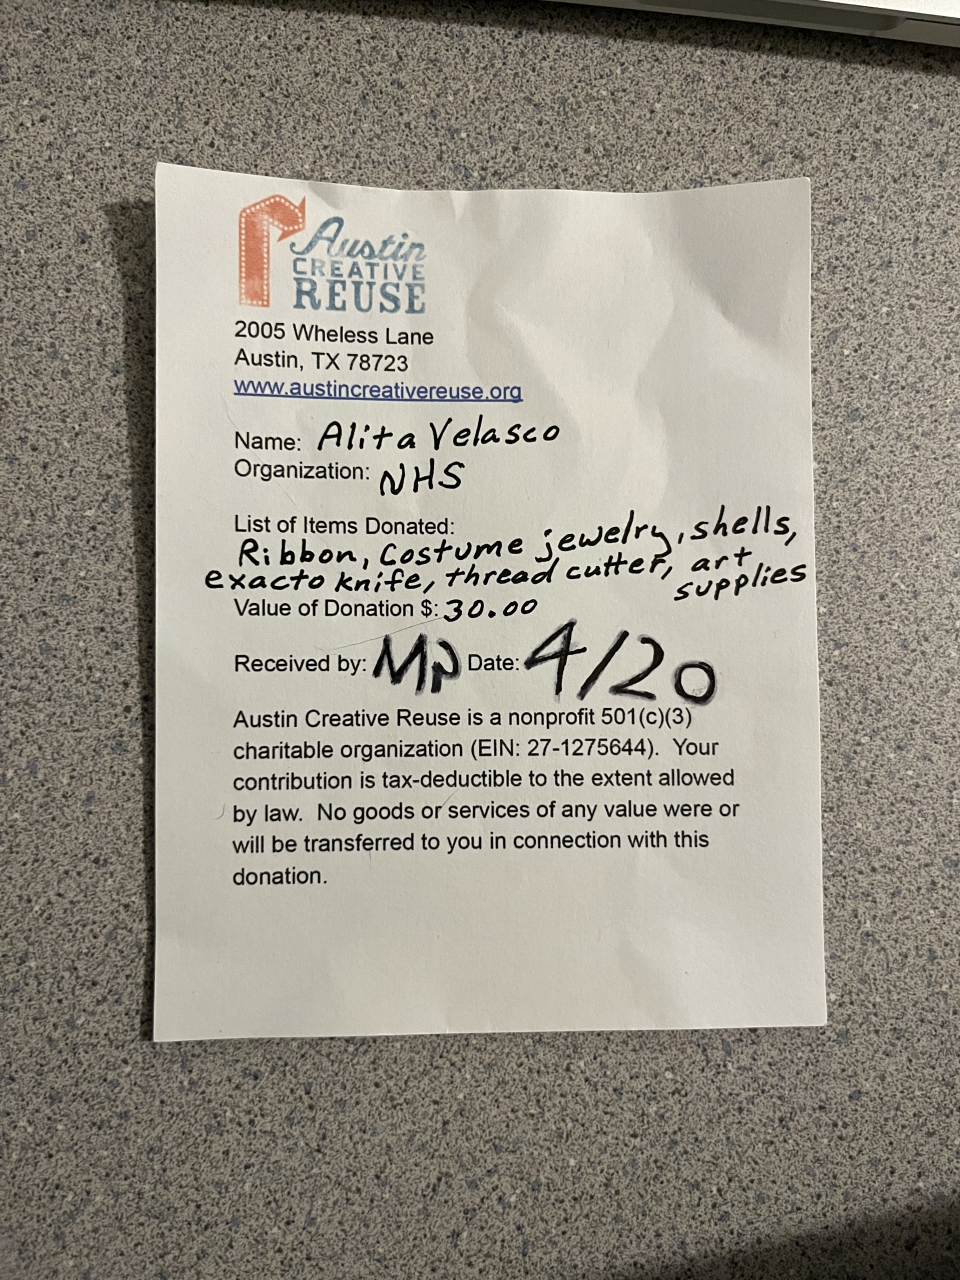 Austin
CREATIVE
REUSE
2005 Wheless Lane
Austin, TX 78723
www.austincreativereuse.org
Name: Alita Velasco
Organization: NHS
List of Items Donated:
Ribbon, Costume jewelry, shells,
exacto knife, thread cutter, art
supplies
Value of Donation $: 30.00
Received by: MP Date: 4/20
Austin Creative Reuse is a nonprofit 501(c)(3)
charitable organization (EIN: 27-1275644). Your
contribution is tax-deductible to the extent allowed
by law. No goods or services of any value were or
will be transferred to you in connection with this
donation.